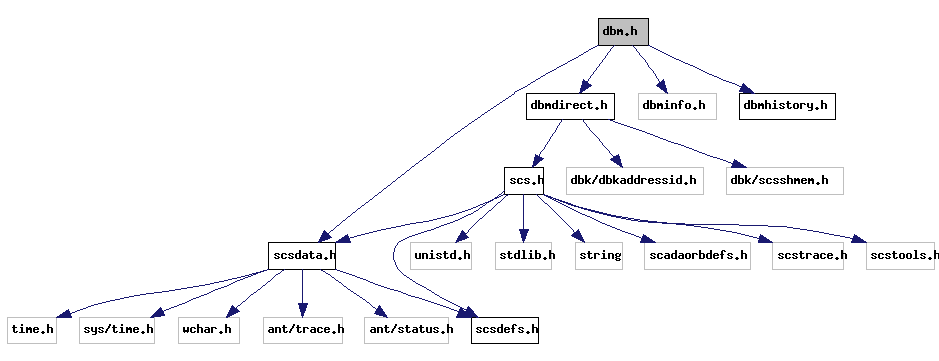 dbm.h
dbmdirect.h
dbminfo.h
dbmhistory.h
scs.h
dbk/dbkaddressid.h
dbk/scsshmem.h
scsdata.h
unistd.h
stdlib.h
string
scadaorbdefs.h
scstrace.h
scstools.h
time.h
sys/time.h
wchar.h
ant/trace.h
ant/status.h
scsdefs.h